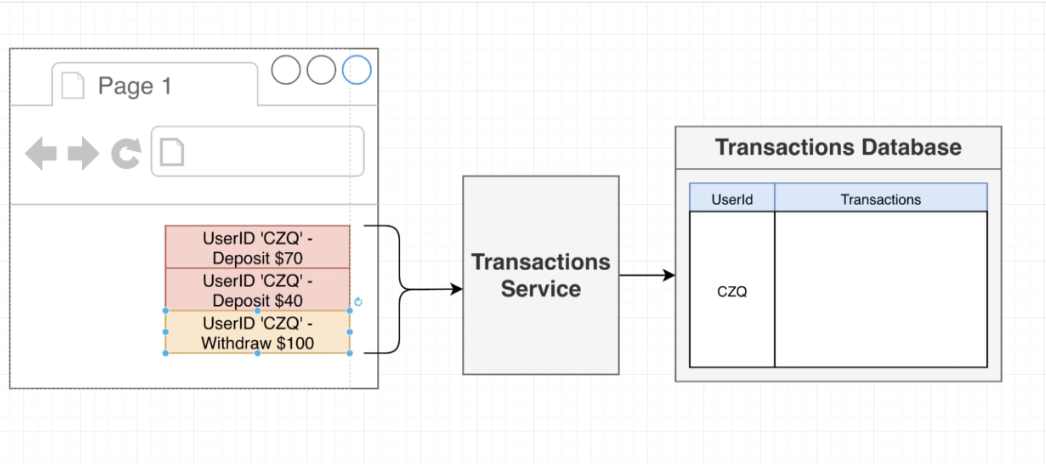 Page 1
UserID 'CZQ' -
Deposit $70
UserID 'CZQ' -
Deposit $40
UserID 'CZQ' -
Withdraw $100
Transactions
Service
Transactions Database
UserId
Transactions
CZQ